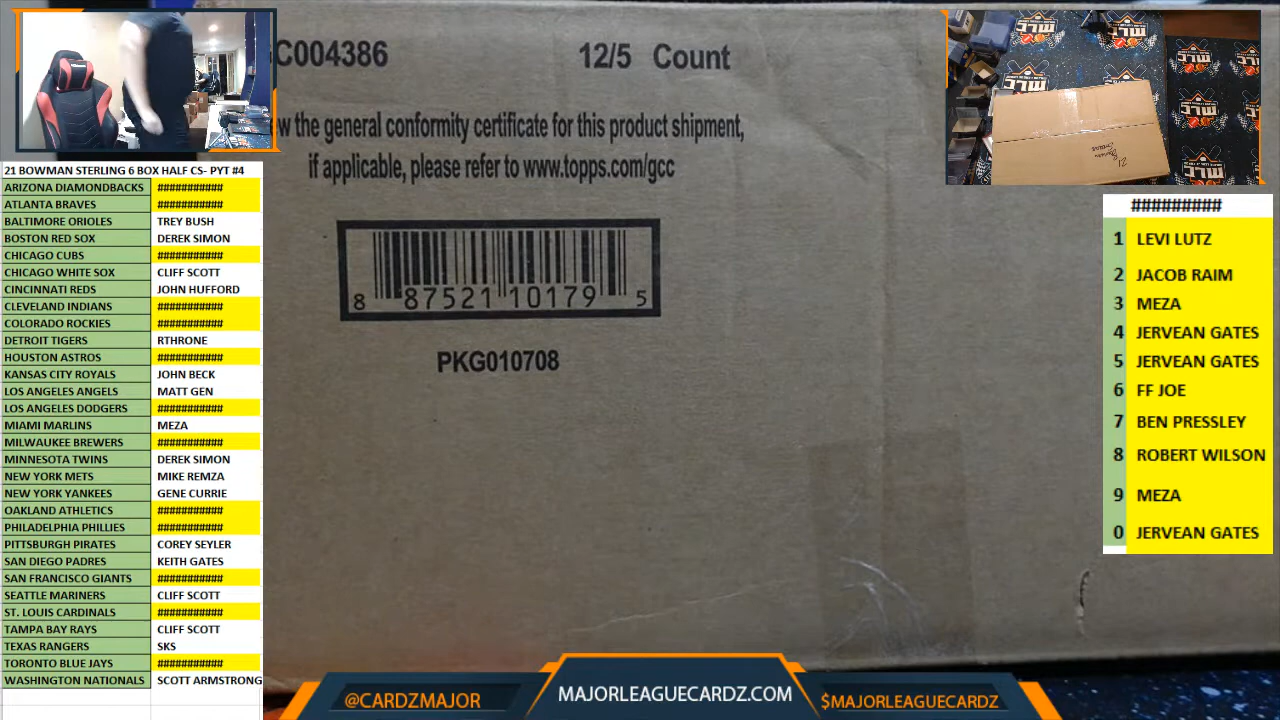 C004386
12/5 Count
w the general conformity certificate for this product shipment,
if applicable, please refer to www.topps.com/gcc
8 87521 10179 5
PKG010708
21 BOWMAN STERLING 6 BOX HALF CS- PYT #4
ARIZONA DIAMONDBACKS ###########
ATLANTA BRAVES ###########
BALTIMORE ORIOLES TREY BUSH
BOSTON RED SOX DEREK SIMON
CHICAGO CUBS ###########
CHICAGO WHITE SOX CLIFF SCOTT
CINCINNATI REDS JOHN HUFFORD
CLEVELAND INDIANS ###########
COLORADO ROCKIES ###########
DETROIT TIGERS RTHRONE
HOUSTON ASTROS ###########
KANSAS CITY ROYALS JOHN BECK
LOS ANGELES ANGELS MATT GEN
LOS ANGELES DODGERS ###########
MIAMI MARLINS MEZA
MILWAUKEE BREWERS ###########
MINNESOTA TWINS DEREK SIMON
NEW YORK METS MIKE REMZA
NEW YORK YANKEES GENE CURRIE
OAKLAND ATHLETICS ###########
PHILADELPHIA PHILLIES ###########
PITTSBURGH PIRATES COREY SEYLER
SAN DIEGO PADRES KEITH GATES
SAN FRANCISCO GIANTS ###########
SEATTLE MARINERS CLIFF SCOTT
ST. LOUIS CARDINALS ###########
TAMPA BAY RAYS CLIFF SCOTT
TEXAS RANGERS SKS
TORONTO BLUE JAYS ###########
WASHINGTON NATIONALS SCOTT ARMSTRONG
#########
1 LEVI LUTZ
2 JACOB RAIM
3 MEZA
4 JERVEAN GATES
5 JERVEAN GATES
6 FF JOE
7 BEN PRESSLEY
8 ROBERT WILSON
9 MEZA
0 JERVEAN GATES
@CARDZMAJOR
MAJORLEAGUECARDZ.COM
$MAJORLEAGUECARDZ